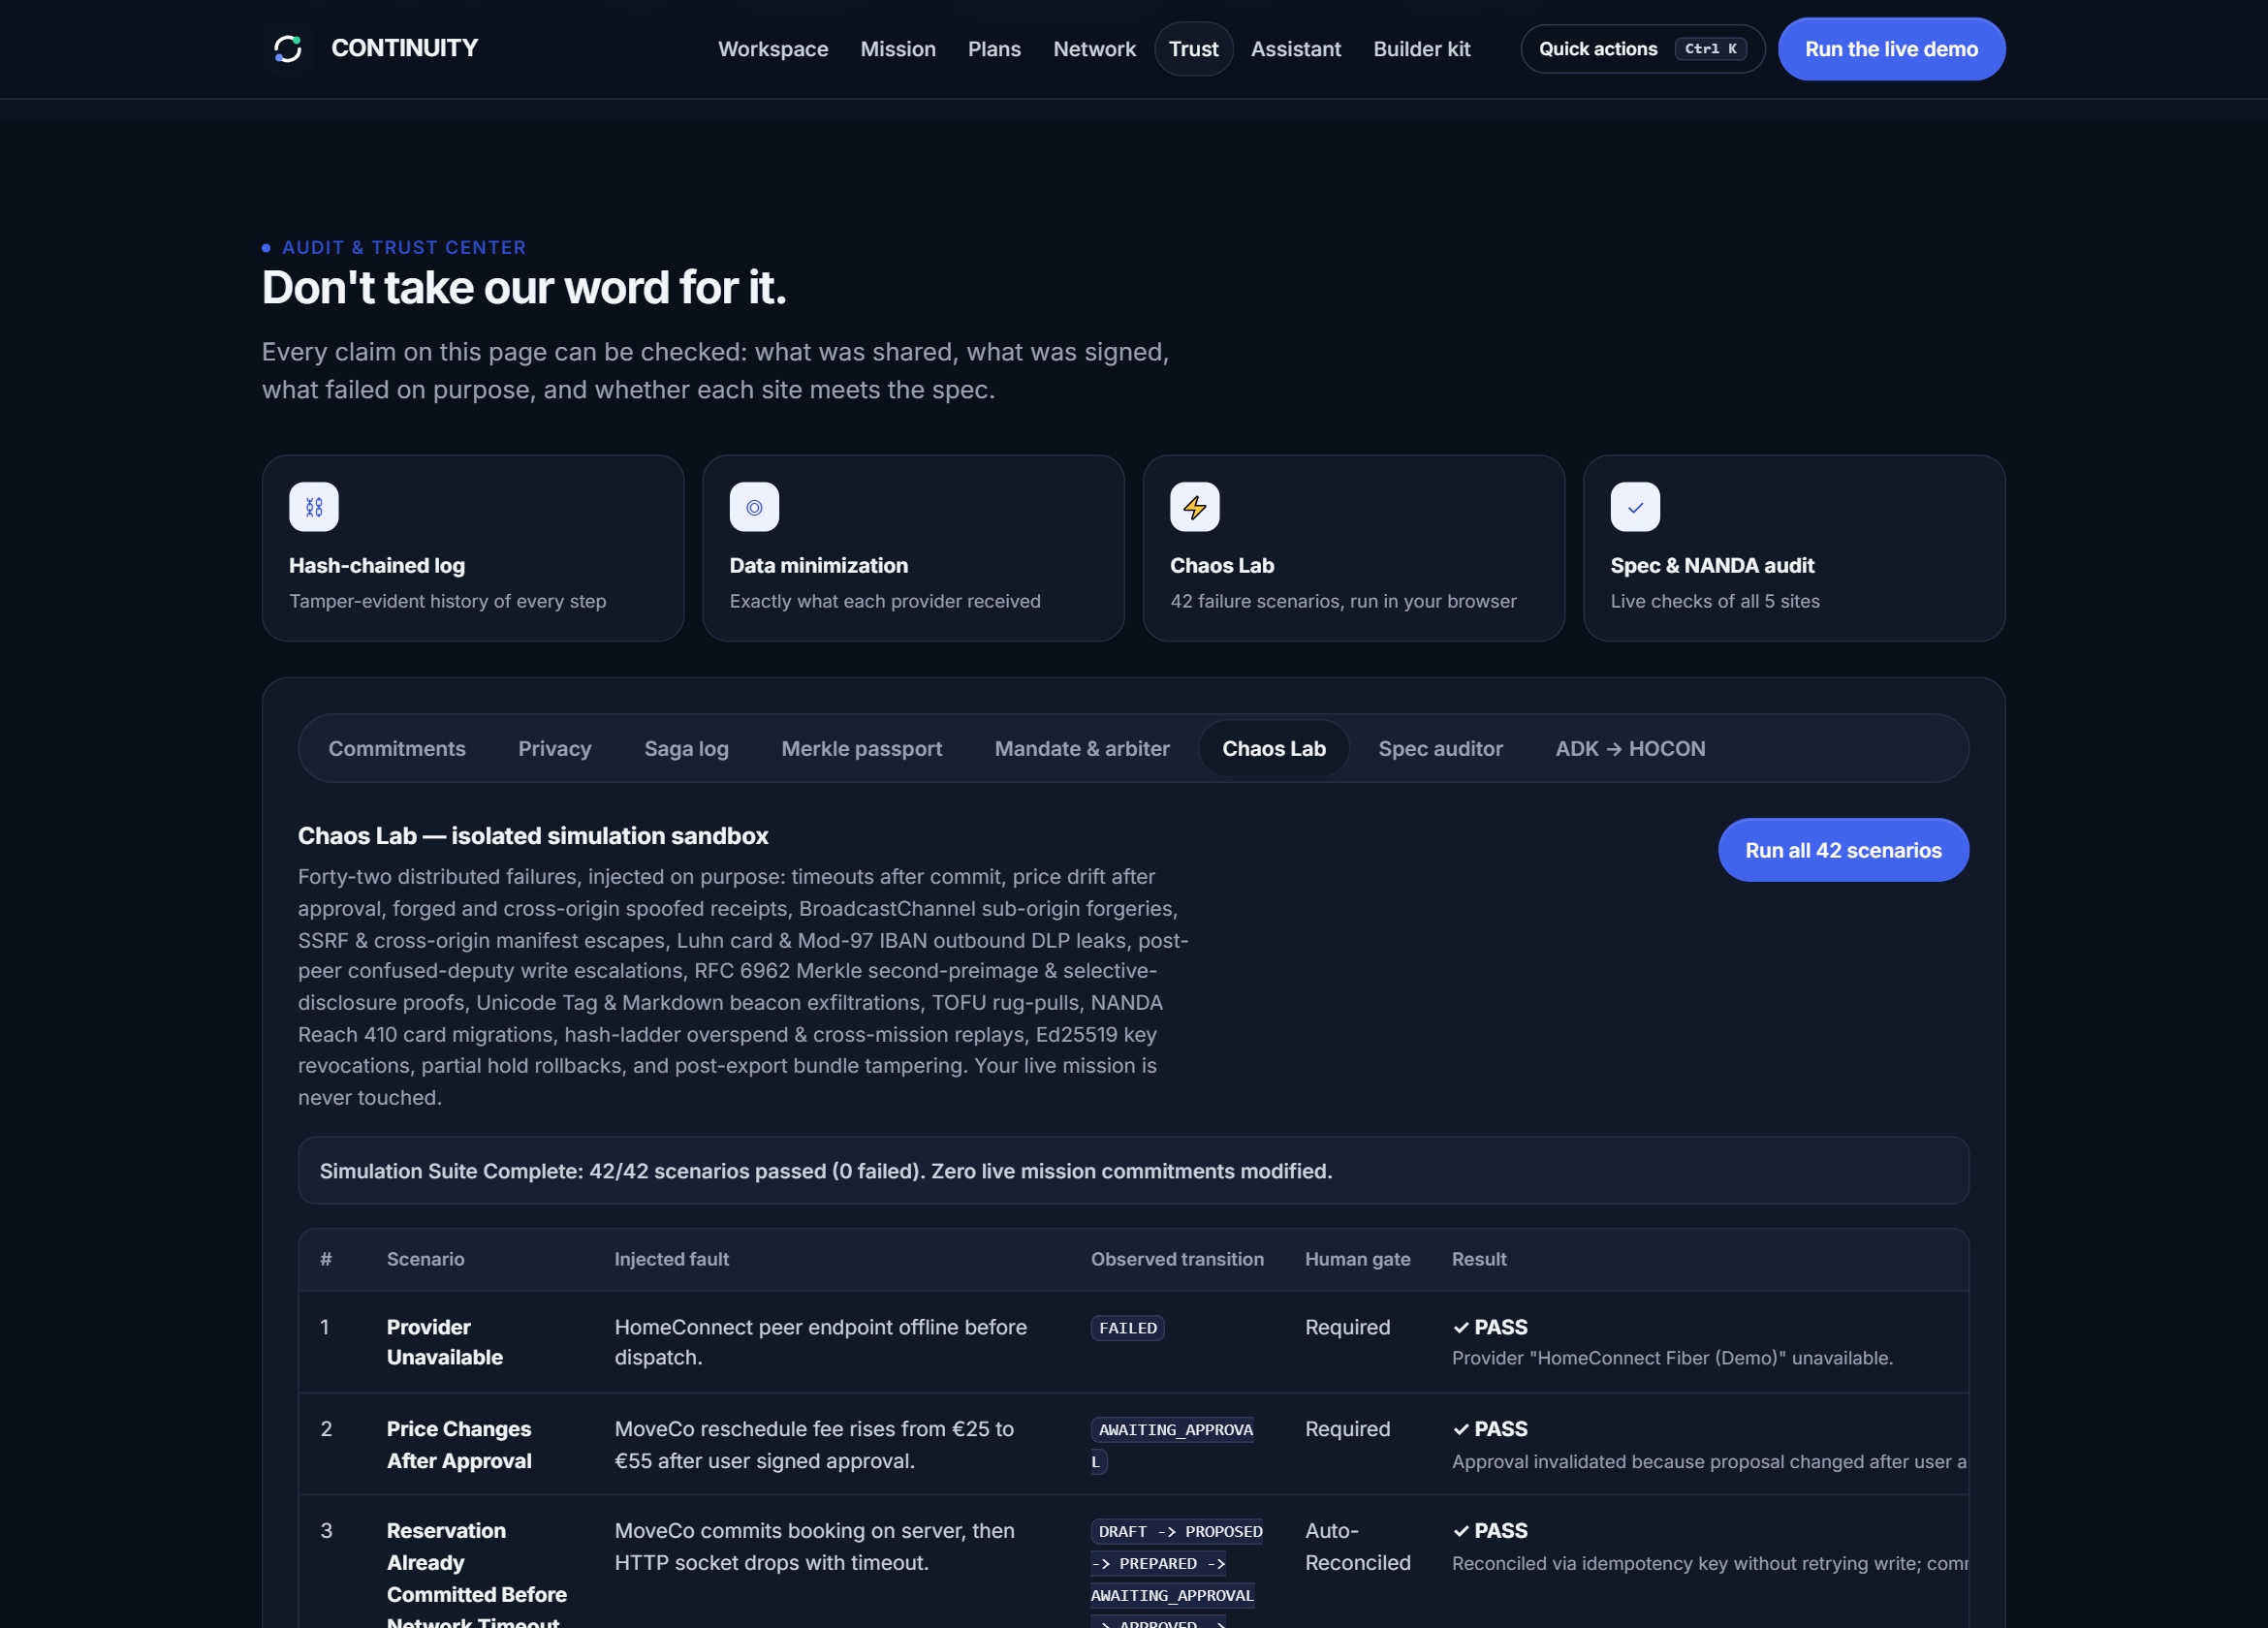 CONTINUITY
Workspace Mission Plans Network Trust Assistant Builder kit Quick actions Ctrl K Run the live demo
AUDIT & TRUST CENTER
Don't take our word for it.
Every claim on this page can be checked: what was shared, what was signed,
what failed on purpose, and whether each site meets the spec.
Hash-chained log
Tamper-evident history of every step
Data minimization
Exactly what each provider received
Chaos Lab
42 failure scenarios, run in your browser
Spec & NANDA audit
Live checks of all 5 sites
Commitments Privacy Saga log Merkle passport Mandate & arbiter Chaos Lab Spec auditor ADK → HOCON
Chaos Lab — isolated simulation sandbox
Run all 42 scenarios
Forty-two distributed failures, injected on purpose: timeouts after commit, price drift after
approval, forged and cross-origin spoofed receipts, BroadcastChannel sub-origin forgeries,
SSRF & cross-origin manifest escapes, Luhn card & Mod-97 IBAN outbound DLP leaks, post-
peer confused-deputy write escalations, RFC 6962 Merkle second-preimage & selective-
disclosure proofs, Unicode Tag & Markdown beacon exfiltrations, TOFU rug-pulls, NANDA
Reach 410 card migrations, hash-ladder overspend & cross-mission replays, Ed25519 key
revocations, partial hold rollbacks, and post-export bundle tampering. Your live mission is
never touched.
Simulation Suite Complete: 42/42 scenarios passed (0 failed). Zero live mission commitments modified.
# Scenario Injected fault Observed transition Human gate Result
1
Provider
Unavailable
HomeConnect peer endpoint offline before
dispatch.
FAILED
Required
✓ PASS
Provider "HomeConnect Fiber (Demo)" unavailable.
2
Price Changes
After Approval
MoveCo reschedule fee rises from €25 to
€55 after user signed approval.
AWAITING_APPROVA
L
Required
✓ PASS
Approval invalidated because proposal changed after user a
3
Reservation
Already
Committed Before
Network Timeout
MoveCo commits booking on server, then
HTTP socket drops with timeout.
DRAFT -> PROPOSED
-> PREPARED ->
AWAITING_APPROVAL
-> APPROVED ->
Auto-
Reconciled
✓ PASS
Reconciled via idempotency key without retrying write;